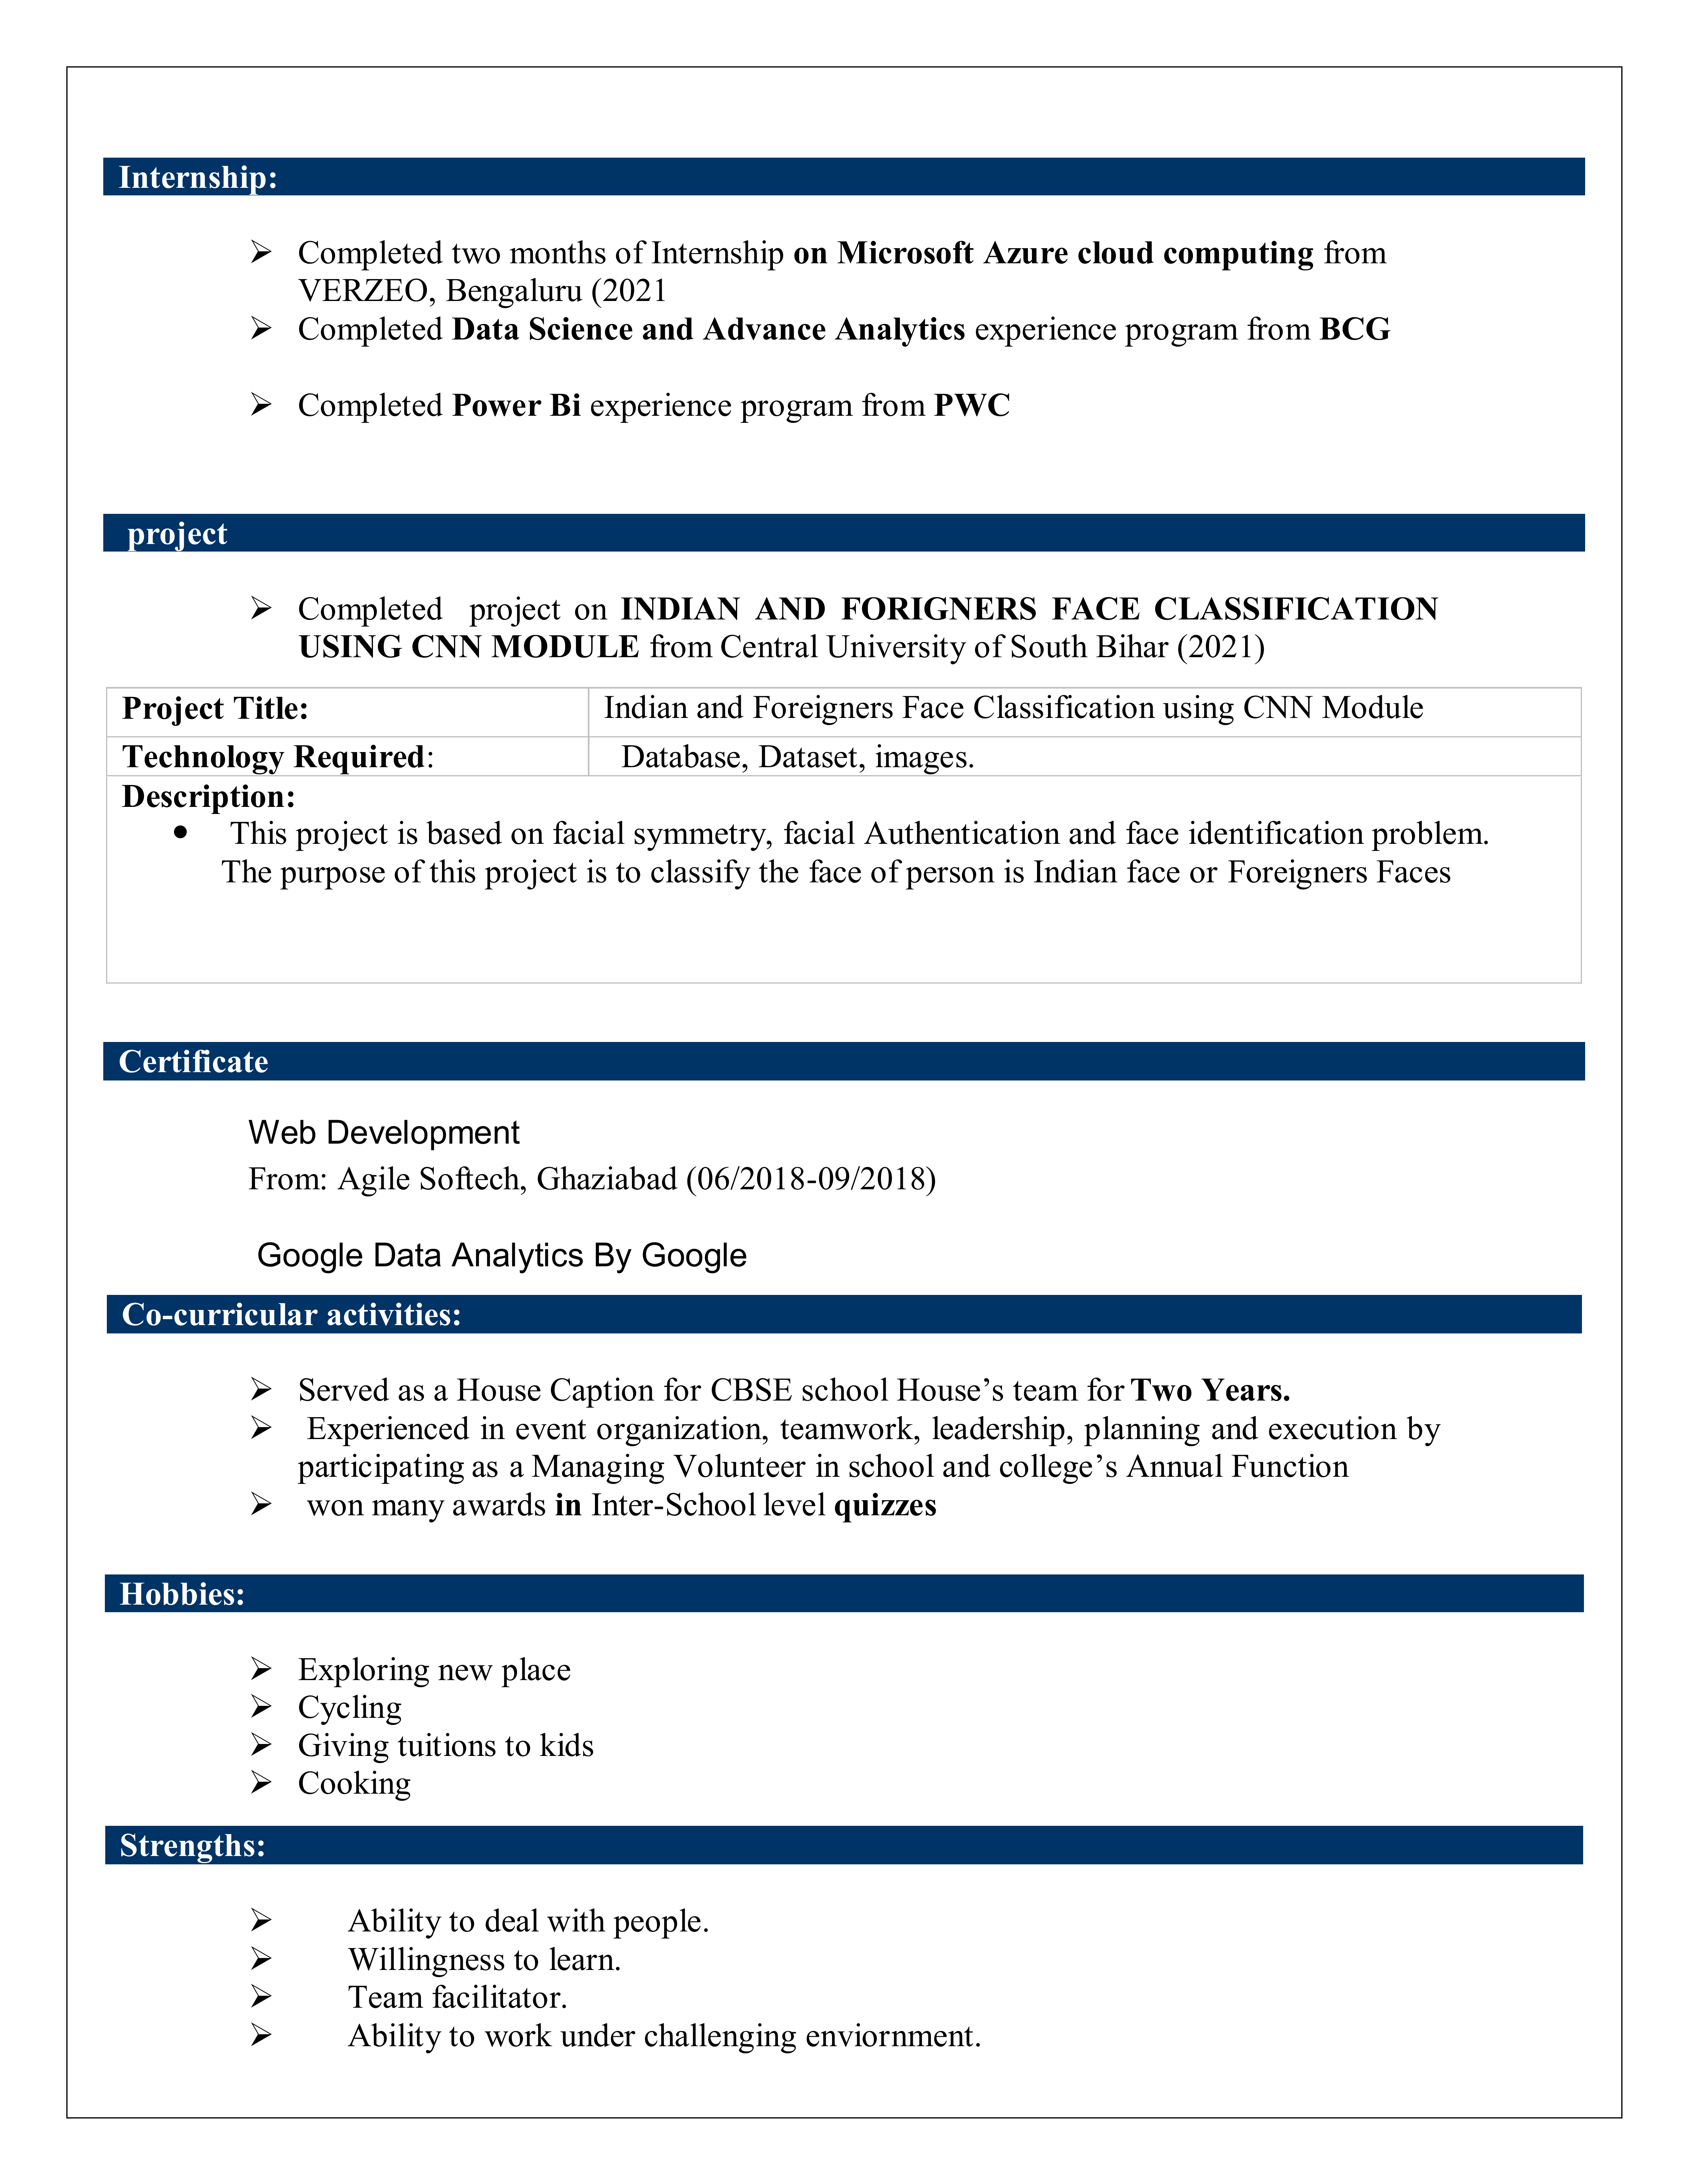 Internship:
➢ Completed two months of Internship on Microsoft Azure cloud computing from
VERZEO, Bengaluru (2021
➢ Completed Data Science and Advance Analytics experience program from BCG
➢ Completed Power Bi experience program from PWC
project
➢ Completed project on INDIAN AND FORIGNERS FACE CLASSIFICATION
USING CNN MODULE from Central University of South Bihar (2021)
Project Title: Indian and Foreigners Face Classification using CNN Module
Technology Required: Database, Dataset, images.
Description:
• This project is based on facial symmetry, facial Authentication and face identification problem.
The purpose of this project is to classify the face of person is Indian face or Foreigners Faces
Certificate
Web Development
From: Agile Softech, Ghaziabad (06/2018-09/2018)
Google Data Analytics By Google
Co-curricular activities:
➢ Served as a House Caption for CBSE school House’s team for Two Years.
➢ Experienced in event organization, teamwork, leadership, planning and execution by
participating as a Managing Volunteer in school and college’s Annual Function
➢ won many awards in Inter-School level quizzes
Hobbies:
➢ Exploring new place
➢ Cycling
➢ Giving tuitions to kids
➢ Cooking
Strengths:
➢ Ability to deal with people.
➢ Willingness to learn.
➢ Team facilitator.
➢ Ability to work under challenging enviornment.